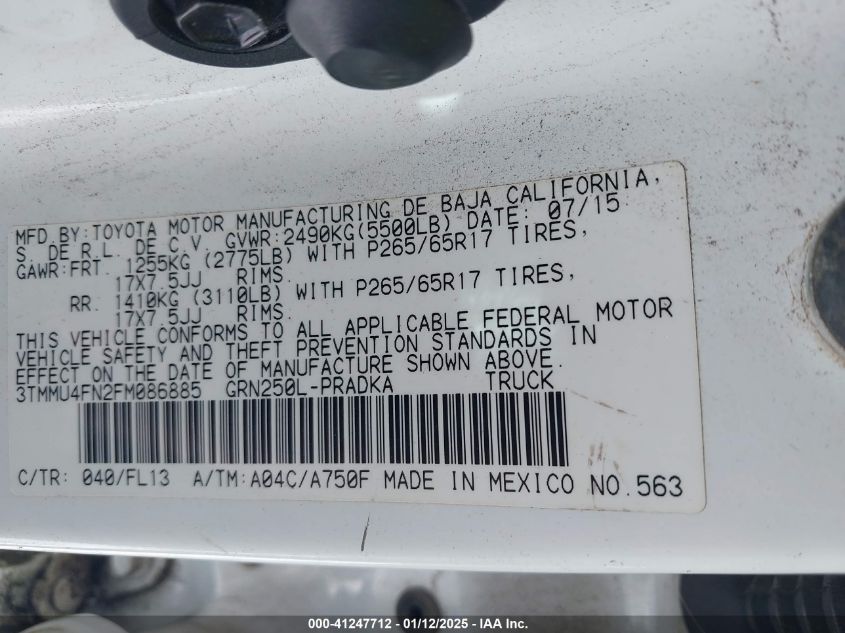 MFD.BY:TOYOTA MOTOR MANUFACTURING DE BAJA CALIFORNIA,
S. DE R.L. DE C.V. GVWR:2490KG(5500LB) DATE: 07/15
GAWR:FRT. 1255KG (2775LB) WITH P265/65R17 TIRES,
17X7.5JJ RIMS.
RR. 1410KG (3110LB) WITH P265/65R17 TIRES,
17X7.5JJ RIMS.
THIS VEHICLE CONFORMS TO ALL APPLICABLE FEDERAL MOTOR
VEHICLE SAFETY AND THEFT PREVENTION STANDARDS IN
EFFECT ON THE DATE OF MANUFACTURE SHOWN ABOVE.
3TMMU4FN2FM086885 GRN250L-PRADKA TRUCK
C/TR: 040/FL13 A/TM:A04C/A750F MADE IN MEXICO NO.563
000-41247712 - 01/12/2025 - IAA Inc.